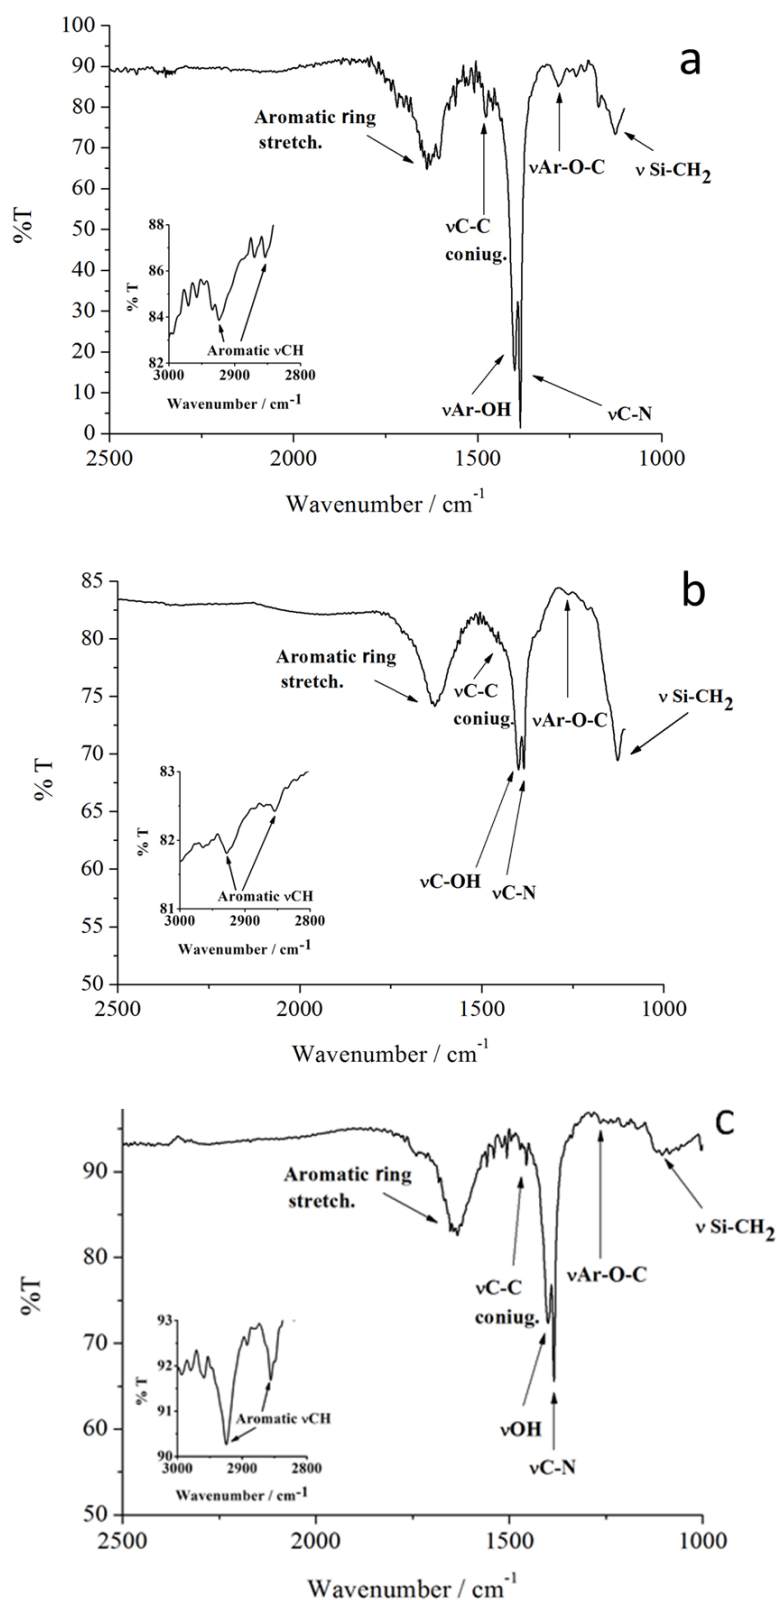 a
100
90
80
70
60
50
40
30
20
10
0
%T
2500
2000
1500
1000
Wavenumber / cm-1
Aromatic ring
stretch.
νC-C
coniug.
νAr-O-C
ν Si-CH2
νAr-OH
νC-N
88
86
84
82
% T
3000
2900
2800
Aromatic νCH
Wavenumber / cm-1
b
85
80
75
70
65
60
55
50
% T
2500
2000
1500
1000
Wavenumber / cm-1
Aromatic ring
stretch.
νC-C
coniug.
νAr-O-C
ν Si-CH2
νC-OH
νC-N
83
82
81
% T
3000
2900
2800
Aromatic νCH
Wavenumber / cm-1
c
90
80
70
60
50
%T
2500
2000
1500
1000
Wavenumber / cm-1
Aromatic ring
stretch.
νC-C
coniug.
νAr-O-C
ν Si-CH2
νOH
νC-N
93
92
91
90
% T
3000
2900
2800
Aromatic νCH
Wavenumber / cm-1